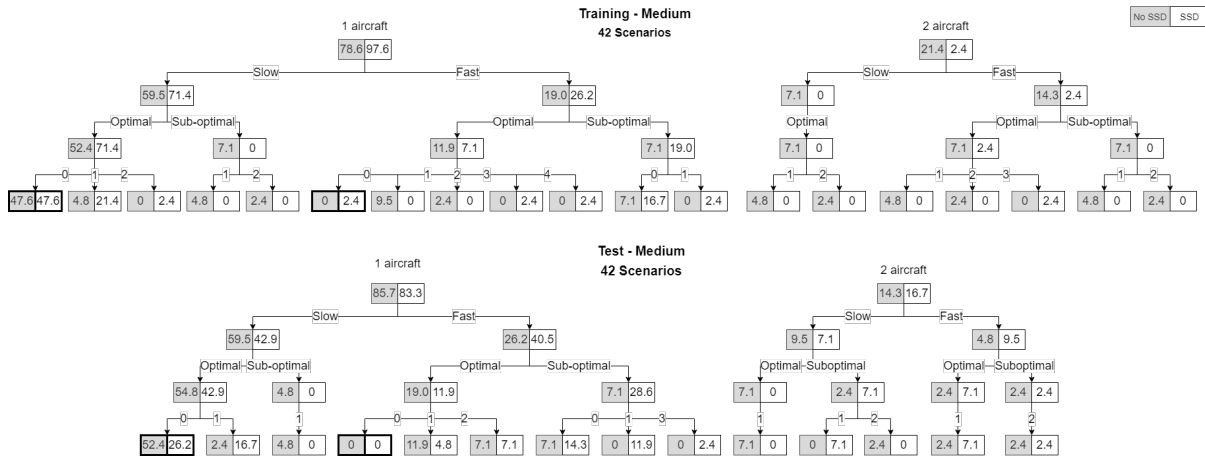 Training - Medium
42 Scenarios
No SSD SSD
1 aircraft 2 aircraft
78.6 97.6 21.4 2.4
Slow Fast Slow Fast
59.5 71.4 19.0 26.2 7.1 0 14.3 2.4
Optimal Sub-optimal Optimal Sub-optimal Optimal Optimal Sub-optimal
52.4 71.4 7.1 0 11.9 7.1 7.1 19.0 7.1 0 7.1 2.4 7.1 0
0 1 2 1 2 0 1 2 3 4 0 1 1 2 1 2 3 1 2
47.6 47.6 4.8 21.4 0 2.4 4.8 0 2.4 0 0 2.4 9.5 0 2.4 0 0 2.4 0 2.4 7.1 16.7 0 2.4 4.8 0 2.4 0 4.8 0 2.4 0 0 2.4 4.8 0 2.4 0
Test - Medium
42 Scenarios
1 aircraft 2 aircraft
85.7 83.3 14.3 16.7
Slow Fast Slow Fast
59.5 42.9 26.2 40.5 9.5 7.1 4.8 9.5
Optimal Sub-optimal Optimal Sub-optimal Optimal Suboptimal Optimal Suboptimal
54.8 42.9 4.8 0 19.0 11.9 7.1 28.6 7.1 0 2.4 7.1 2.4 7.1 2.4 2.4
0 1 1 0 1 2 0 1 3 1 1 2 1 2
52.4 26.2 2.4 16.7 4.8 0 0 0 11.9 4.8 7.1 7.1 7.1 14.3 0 11.9 0 2.4 7.1 0 0 7.1 2.4 0 2.4 7.1 2.4 2.4